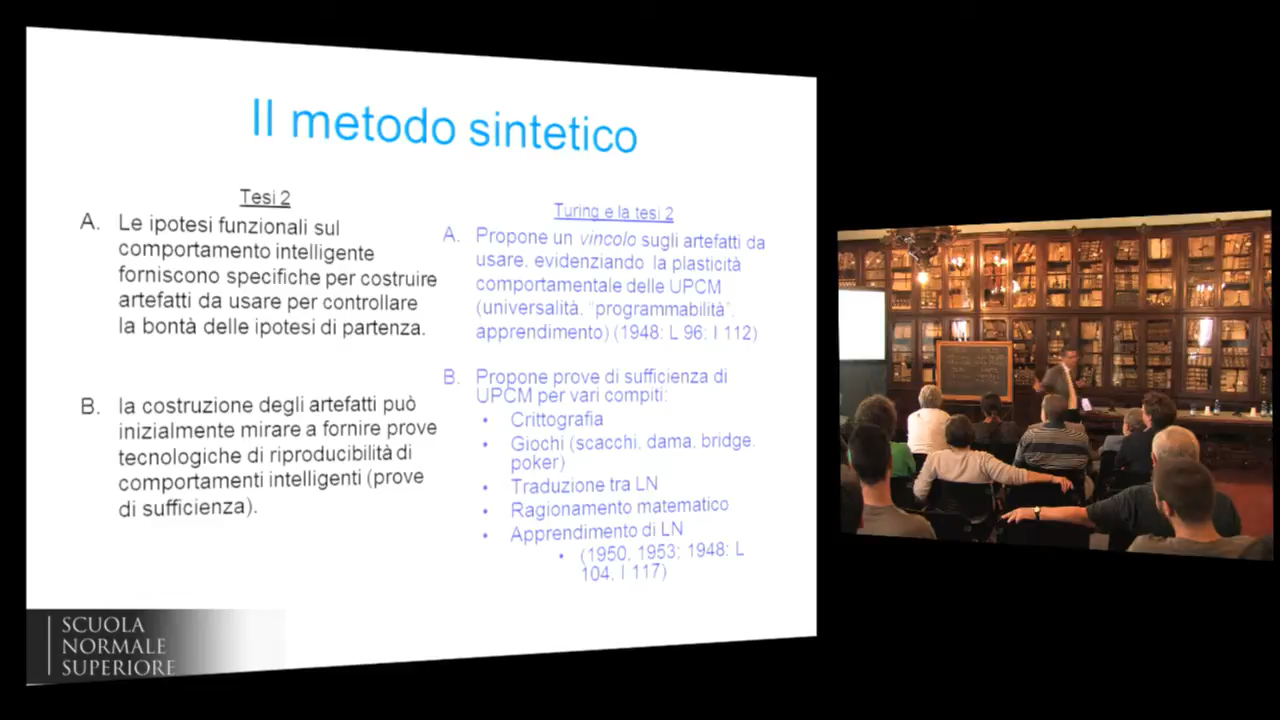 Il metodo sintetico
Tesi 2
A. Le ipotesi funzionali sul
comportamento intelligente
forniscono specifiche per costruire
artefatti da usare per controllare
la bontà delle ipotesi di partenza.
B. la costruzione degli artefatti può
inizialmente mirare a fornire prove
tecnologiche di riproducibilità di
comportamenti intelligenti (prove
di sufficienza).
Turing e la tesi 2
A. Propone un vincolo sugli artefatti da
usare, evidenziando la plasticità
comportamentale delle UPCM
(universalità, "programmabilità",
apprendimento) (1948: L 96; I 112)
B. Propone prove di sufficienza di
UPCM per vari compiti:
• Crittografia
• Giochi (scacchi, dama, bridge,
poker)
• Traduzione tra LN
• Ragionamento matematico
• Apprendimento di LN
• (1950, 1953; 1948: L
104, I 117)
SCUOLA
NORMALE
SUPERIORE